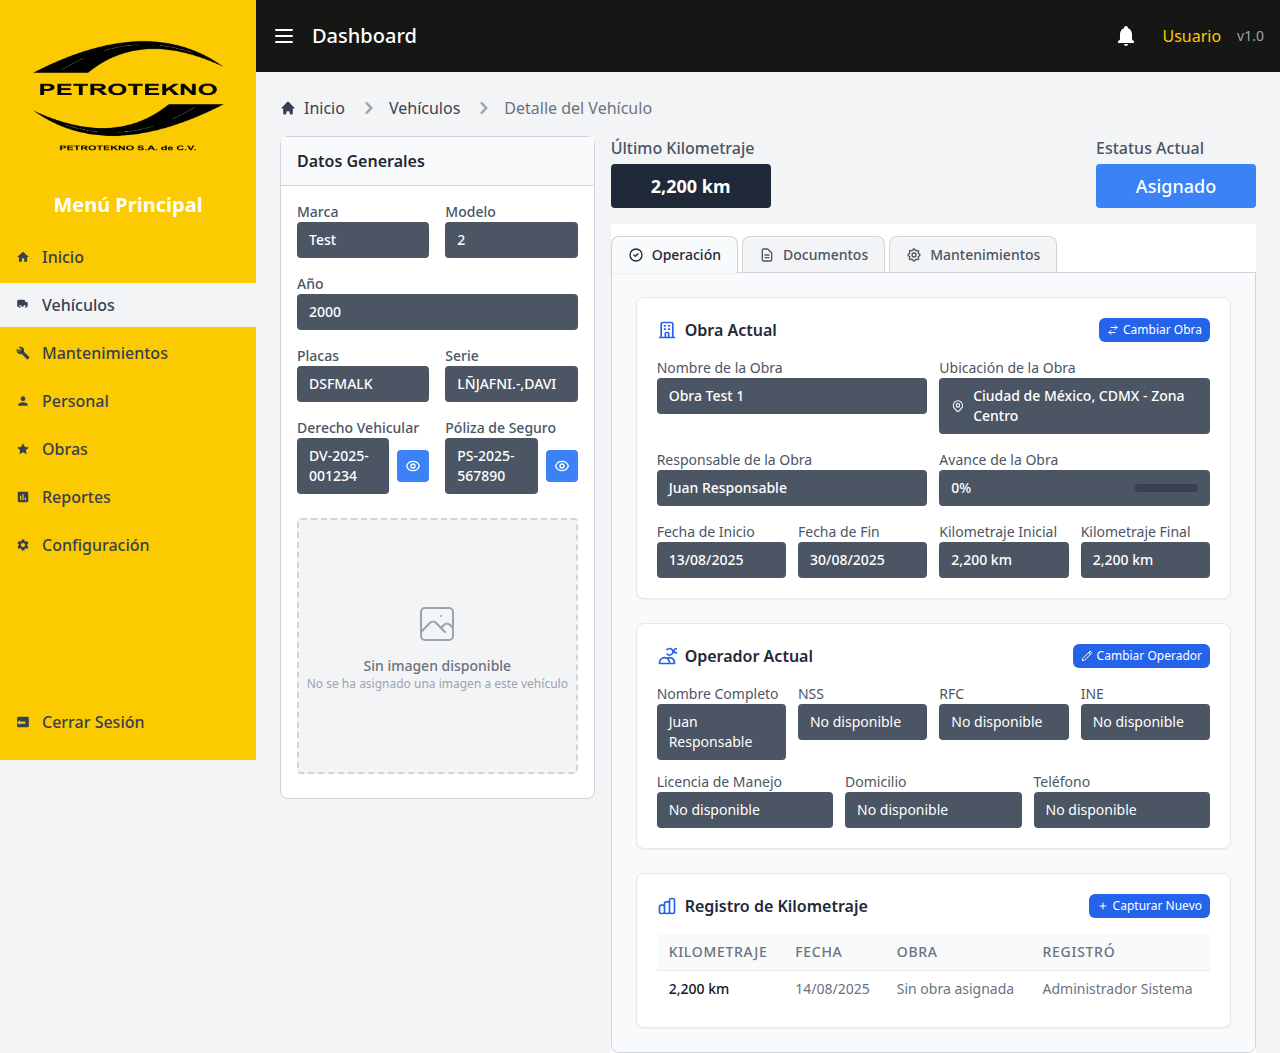 PETROTEKNO
PETROTEKNO S.A. de C.V.
Menú Principal
Inicio
Vehículos
Mantenimientos
Personal
Obras
Reportes
Configuración
Cerrar Sesión
Dashboard
Usuario v1.0
Inicio > Vehículos > Detalle del Vehículo
Datos Generales
Marca Modelo
Test 2
Año
2000
Placas Serie
DSFMALK LÑJAFNI.-,DAVI
Derecho Vehicular Póliza de Seguro
DV-2025-001234
PS-2025-567890
Sin imagen disponible
No se ha asignado una imagen a este vehículo
Último Kilometraje
2,200 km
Estatus Actual
Asignado
Operación Documentos Mantenimientos
Obra Actual
Cambiar Obra
Nombre de la Obra
Obra Test 1
Ubicación de la Obra
Ciudad de México, CDMX - Zona
Centro
Responsable de la Obra
Juan Responsable
Avance de la Obra
0%
Fecha de Inicio Fecha de Fin Kilometraje Inicial Kilometraje Final
13/08/2025 30/08/2025 2,200 km 2,200 km
Operador Actual
Cambiar Operador
Nombre Completo
Juan
Responsable
NSS
No disponible
RFC
No disponible
INE
No disponible
Licencia de Manejo Domicilio Teléfono
No disponible No disponible No disponible
Registro de Kilometraje
+ Capturar Nuevo
KILOMETRAJE FECHA OBRA REGISTRÓ
2,200 km 14/08/2025 Sin obra asignada Administrador Sistema